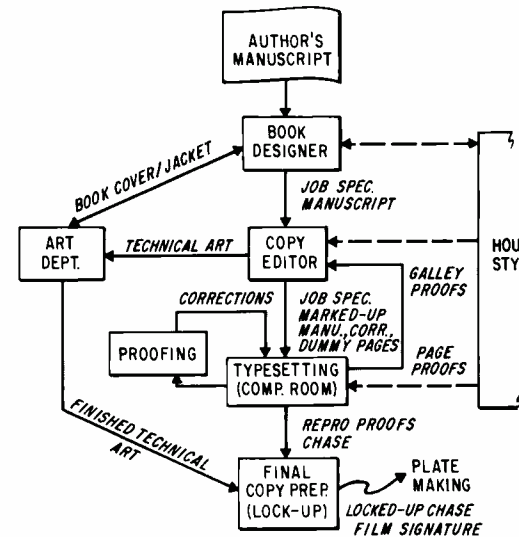 AUTHOR'S
MANUSCRIPT
BOOK
DESIGNER
BOOK COVER/JACKET
JOB SPEC.
MANUSCRIPT
ART
DEPT.
TECHNICAL ART
COPY
EDITOR
HOU
STY
GALLEY
PROOFS
CORRECTIONS
JOB SPEC.
MARKED-UP
MANU., CORR.,
DUMMY PAGES
PROOFING
TYPESETTING
(COMP. ROOM)
PAGE
PROOFS
FINISHED TECHNICAL
ART
REPRO PROOFS
CHASE
FINAL
COPY PREP.
(LOCK-UP)
PLATE
MAKING
LOCKED-UP CHASE
FILM SIGNATURE